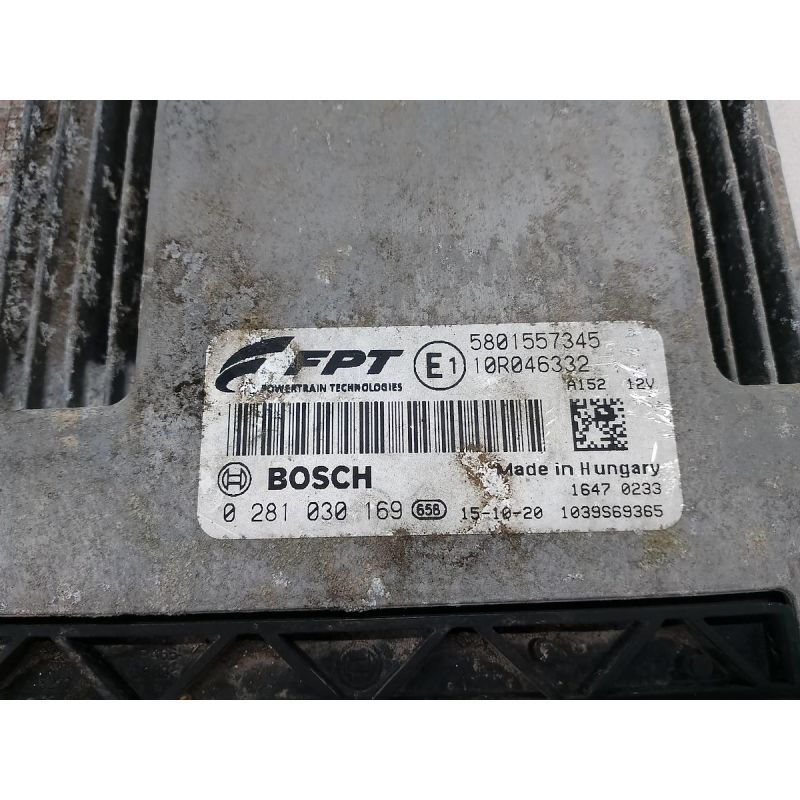 FPT
POWERTRAIN TECHNOLOGIES
E1
5801557345
10R046332
A152 12V
BOSCH
Made in Hungary
1647 0233
0 281 030 169 658 15-10-20 1039S69365